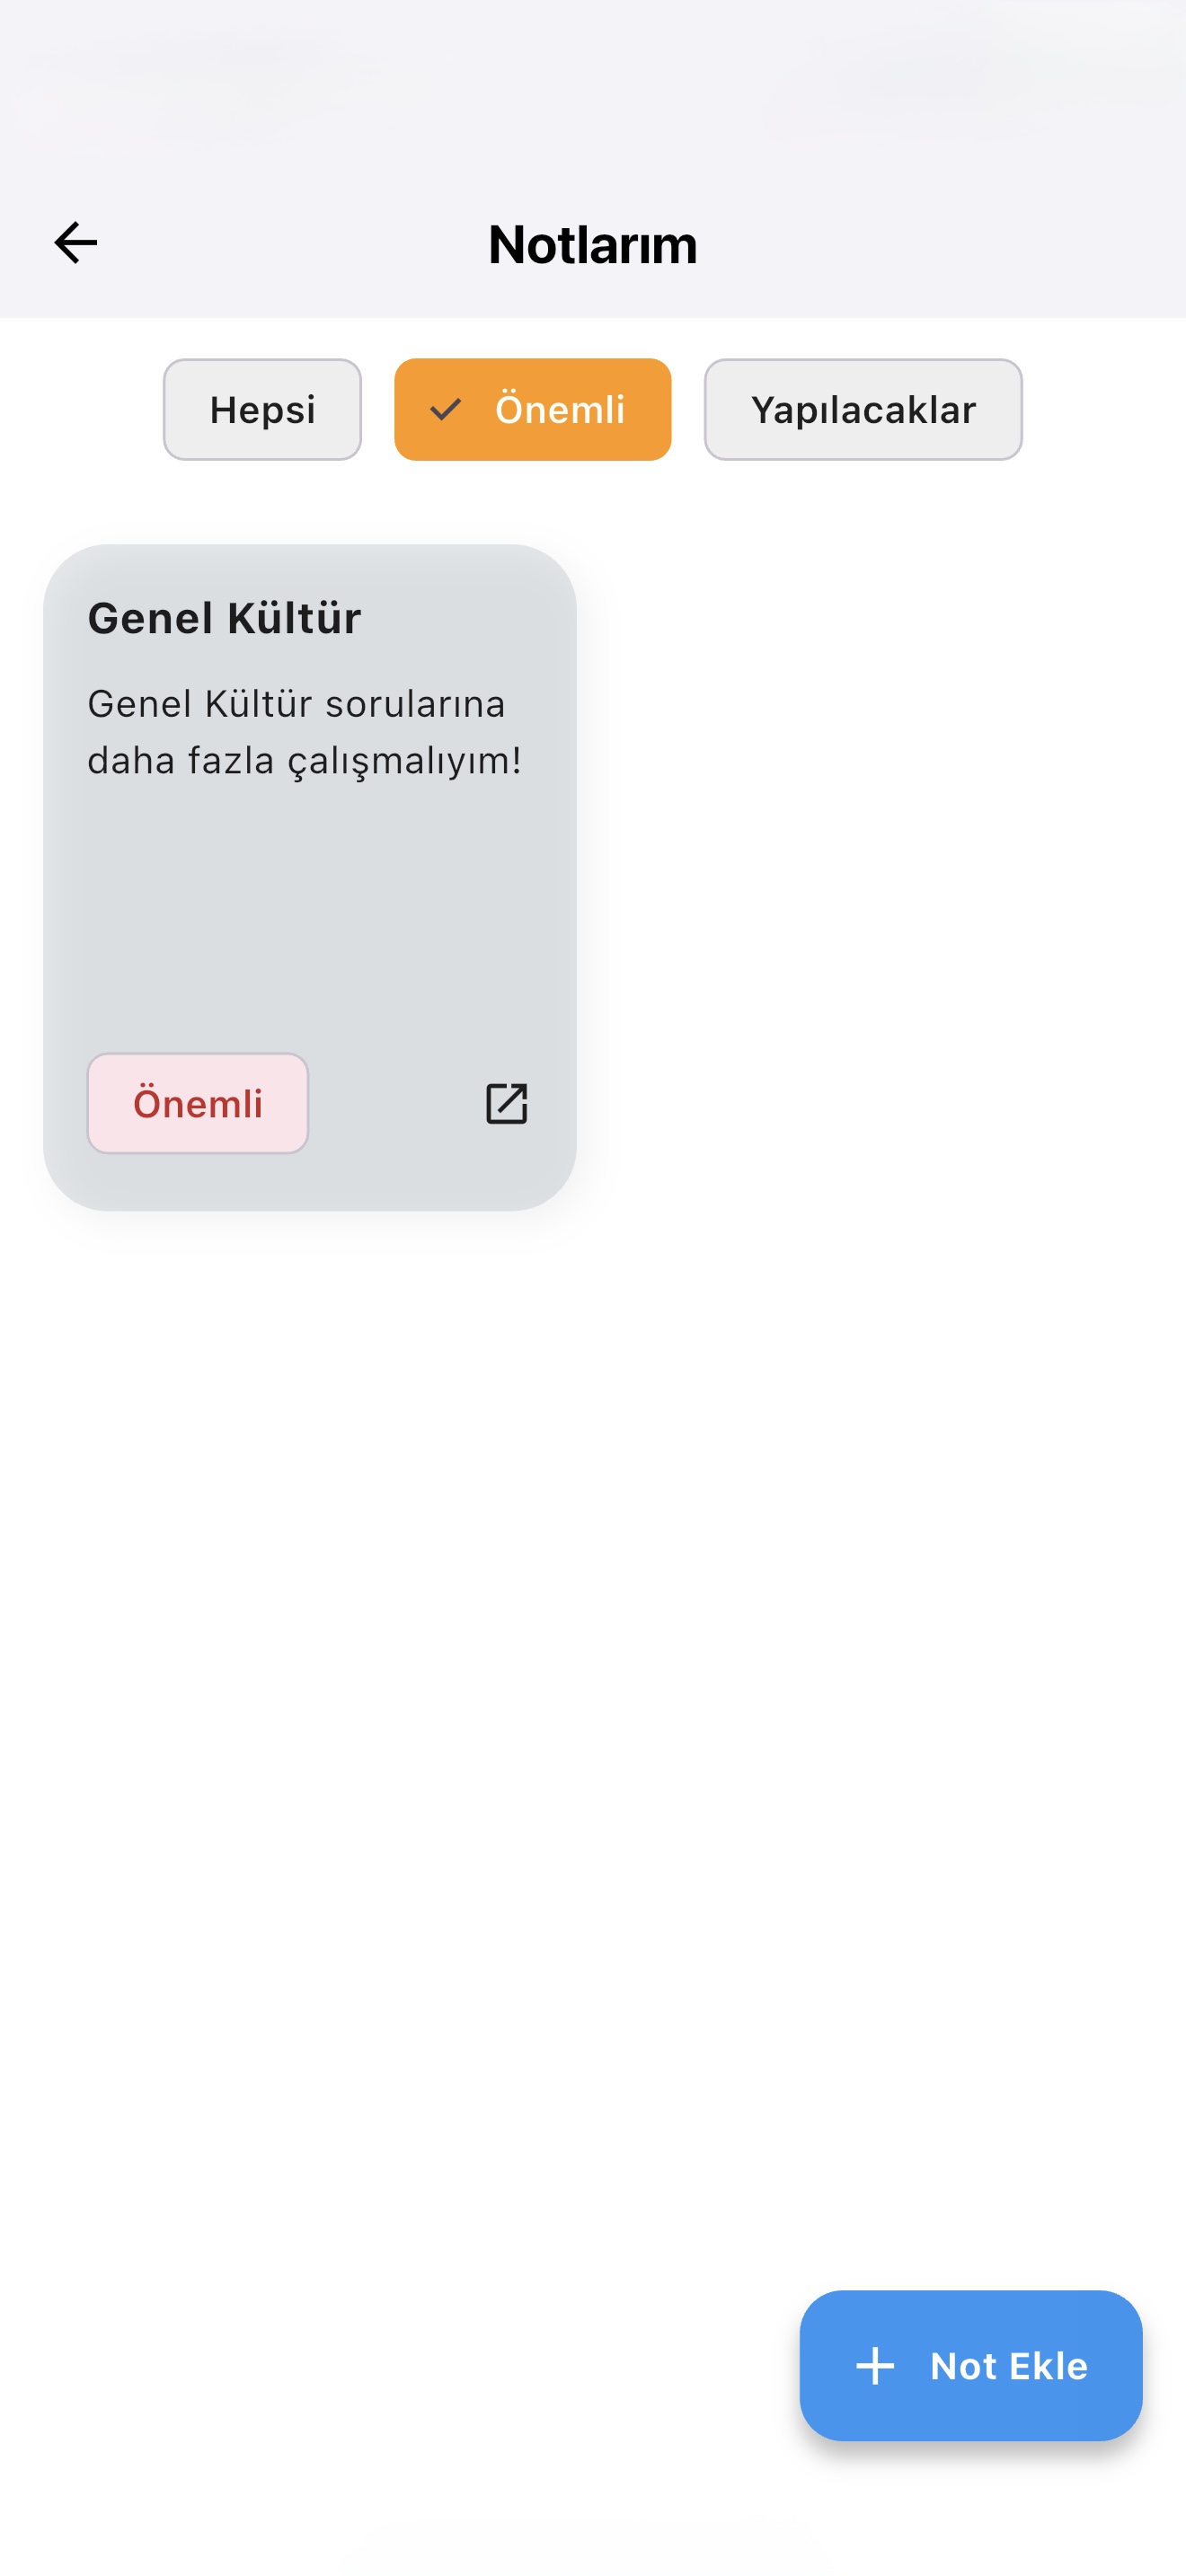 Notlarım
Hepsi
Önemli
Yapılacaklar
Genel Kültür
Genel Kültür sorularına
daha fazla çalışmalıyım!
Önemli
Not Ekle